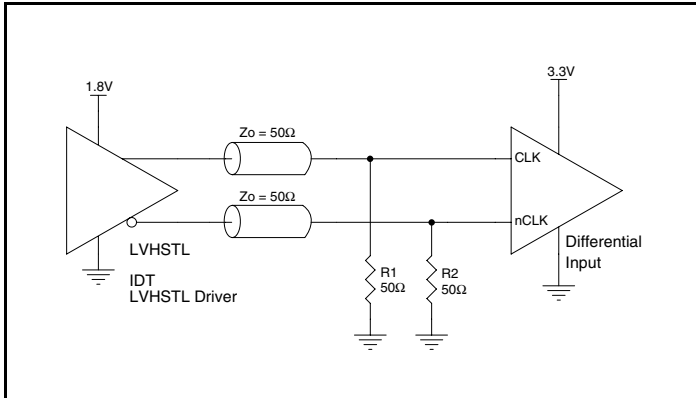 1.8V
3.3V
Zo = 50Ω
CLK
Zo = 50Ω
nCLK
LVHSTL
Differential
Input
R1
50Ω
R2
50Ω
IDT
LVHSTL Driver